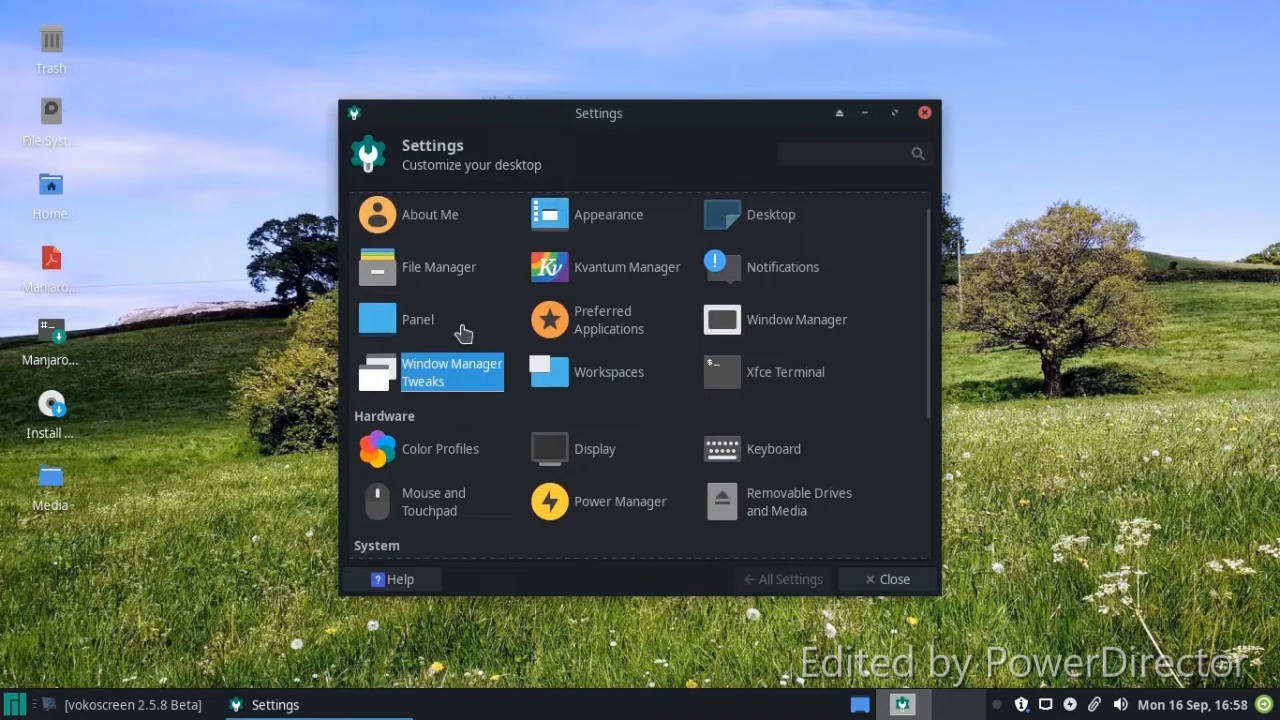 Trash
File Syst...
Home
Manjaro...
Manjaro...
Install ...
Media
Settings
Settings
Customize your desktop
About Me
Appearance
Desktop
File Manager
Kvantum Manager
Notifications
Panel
Preferred
Applications
Window Manager
Window Manager
Tweaks
Workspaces
Xfce Terminal
Hardware
Color Profiles
Display
Keyboard
Mouse and
Touchpad
Power Manager
Removable Drives
and Media
System
? Help
All Settings
Close
Edited by PowerDirector
[vokoscreen 2.5.8 Beta]
Settings
Mon 16 Sep, 16:58